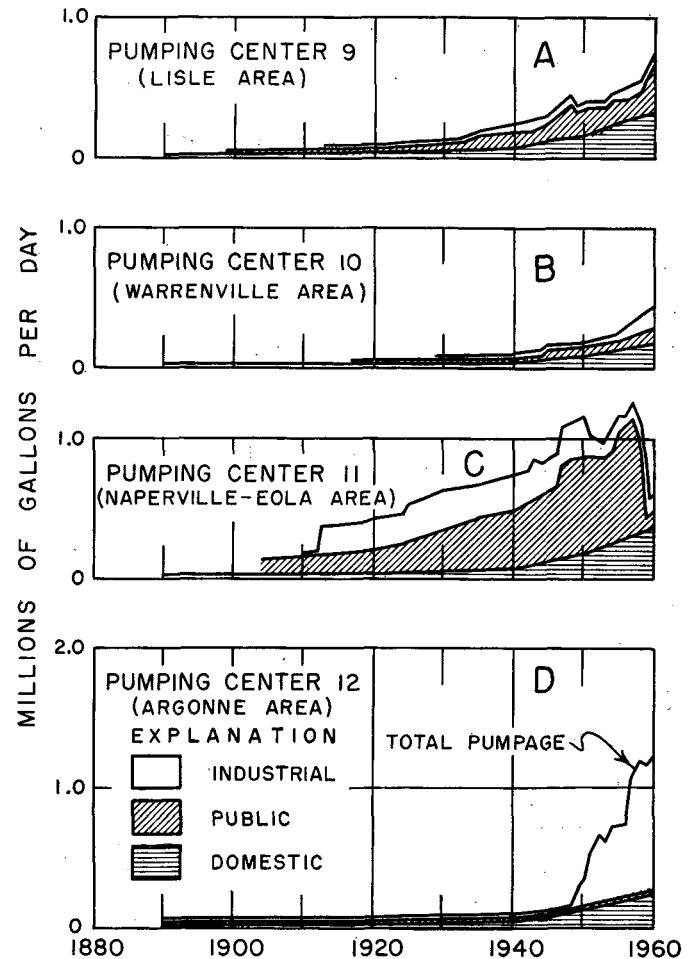 MILLIONS OF GALLONS PER DAY
1.0
PUMPING CENTER 9
A
(LISLE AREA)
0
1.0
PUMPING CENTER 10
B
(WARRENVILLE AREA)
0
1.0
C
PUMPING CENTER 11
(NAPERVILLE-EOLA AREA)
0
2.0
PUMPING CENTER 12
D
(ARGONNE AREA)
EXPLANATION
TOTAL PUMPAGE
INDUSTRIAL
1.0
PUBLIC
DOMESTIC
0
1880 1900 1920 1940 1960